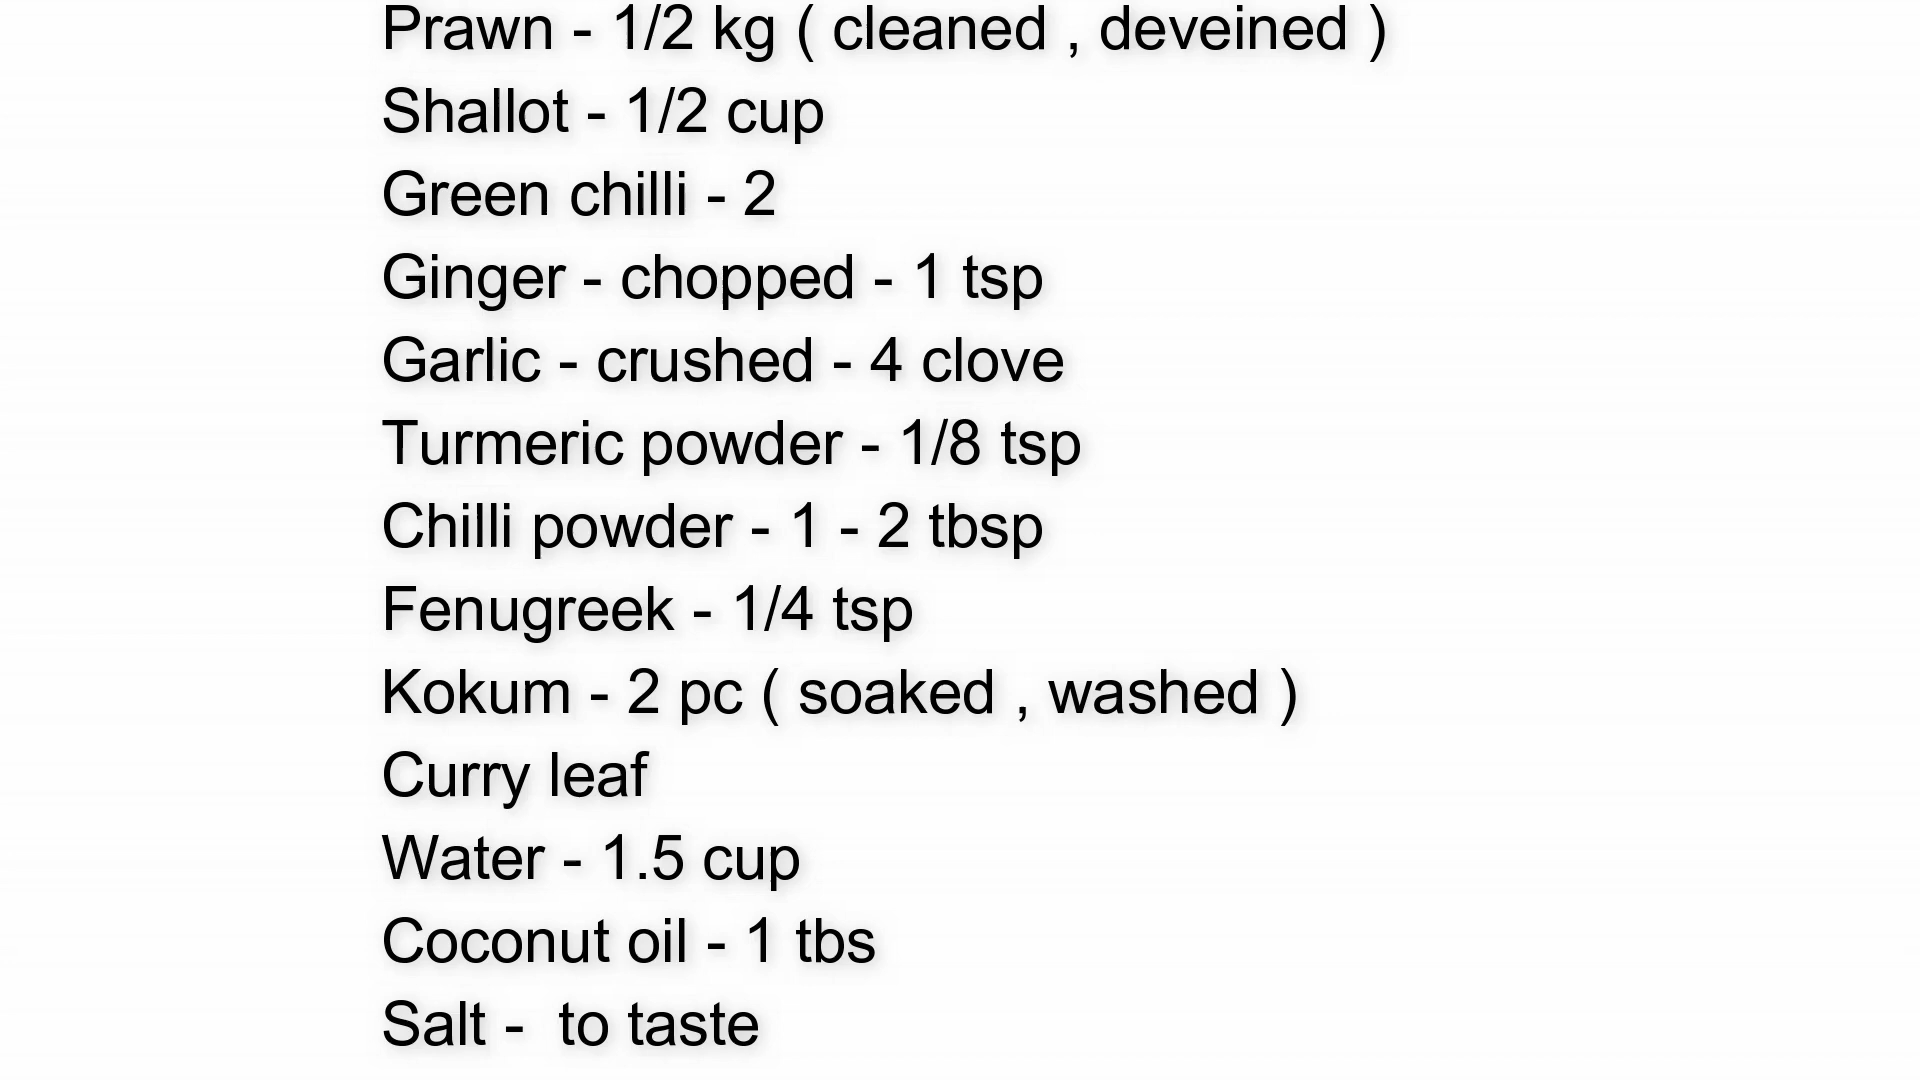 Prawn - 1/2 kg ( cleaned , deveined )
Shallot - 1/2 cup
Green chilli - 2
Ginger - chopped - 1 tsp
Garlic - crushed - 4 clove
Turmeric powder - 1/8 tsp
Chilli powder - 1 - 2 tbsp
Fenugreek - 1/4 tsp
Kokum - 2 pc ( soaked , washed )
Curry leaf
Water - 1.5 cup
Coconut oil - 1 tbs
Salt -  to taste